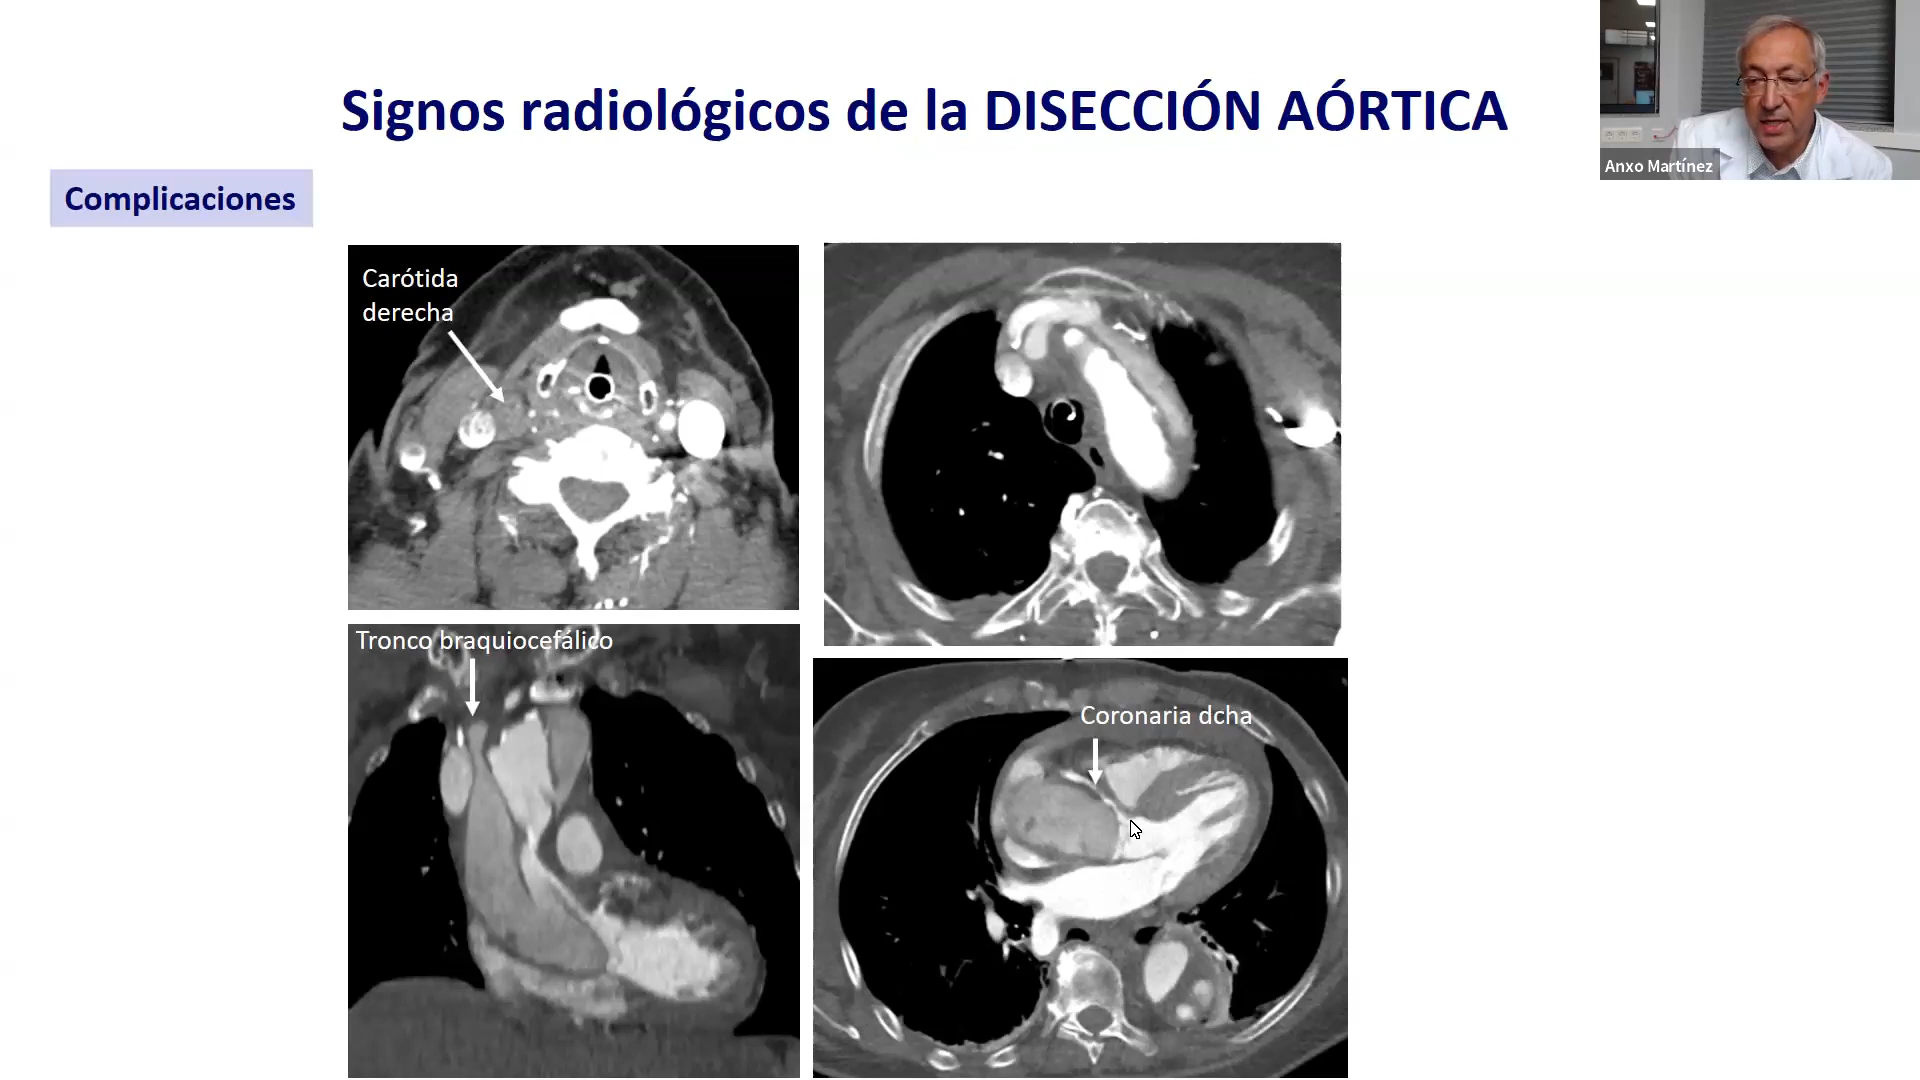 Signos radiológicos de la DISECCIÓN AÓRTICA
Anxo Martínez
Complicaciones
Carótida
derecha
Tronco braquiocefálico
Coronaria dcha